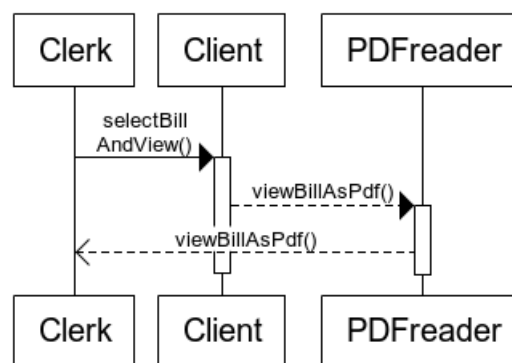 Clerk
Client
PDFreader
selectBill
AndView()
viewBillAsPdf()
viewBillAsPdf()
Clerk
Client
PDFreader